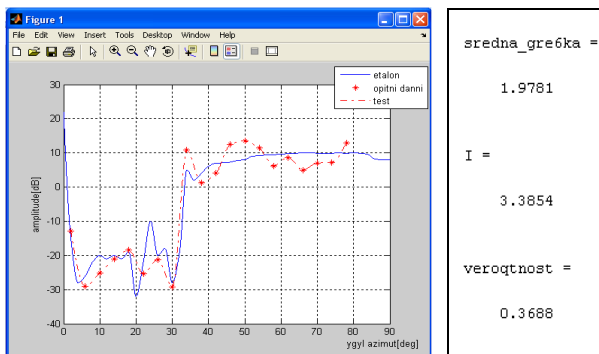 Figure 1
File Edit View Insert Tools Desktop Window Help
etalon
opitni danni
test
30
20
10
0
-10
-20
-30
-40
amplitude[dB]
0 10 20 30 40 50 60 70 80 90
ygyl azimut[deg]
sredna_gre6ka =
1.9781
I =
3.3854
veroqtnost =
0.3688